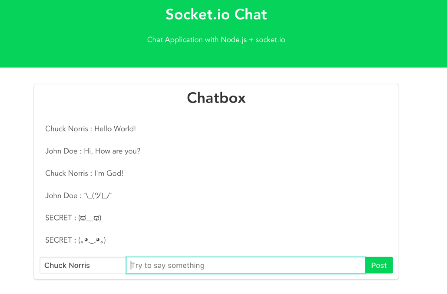 Socket.io Chat
Chat Application with Node.js + socket.io
Chatbox
Chuck Norris : Hello World!
John Doe : Hi, How are you?
Chuck Norris : I'm God!
John Doe : ¯\_(ツ)_/¯
SECRET : (ಠ_ಠ)
SECRET : (｡◕‿◕｡)
Chuck Norris
Try to say something
Post